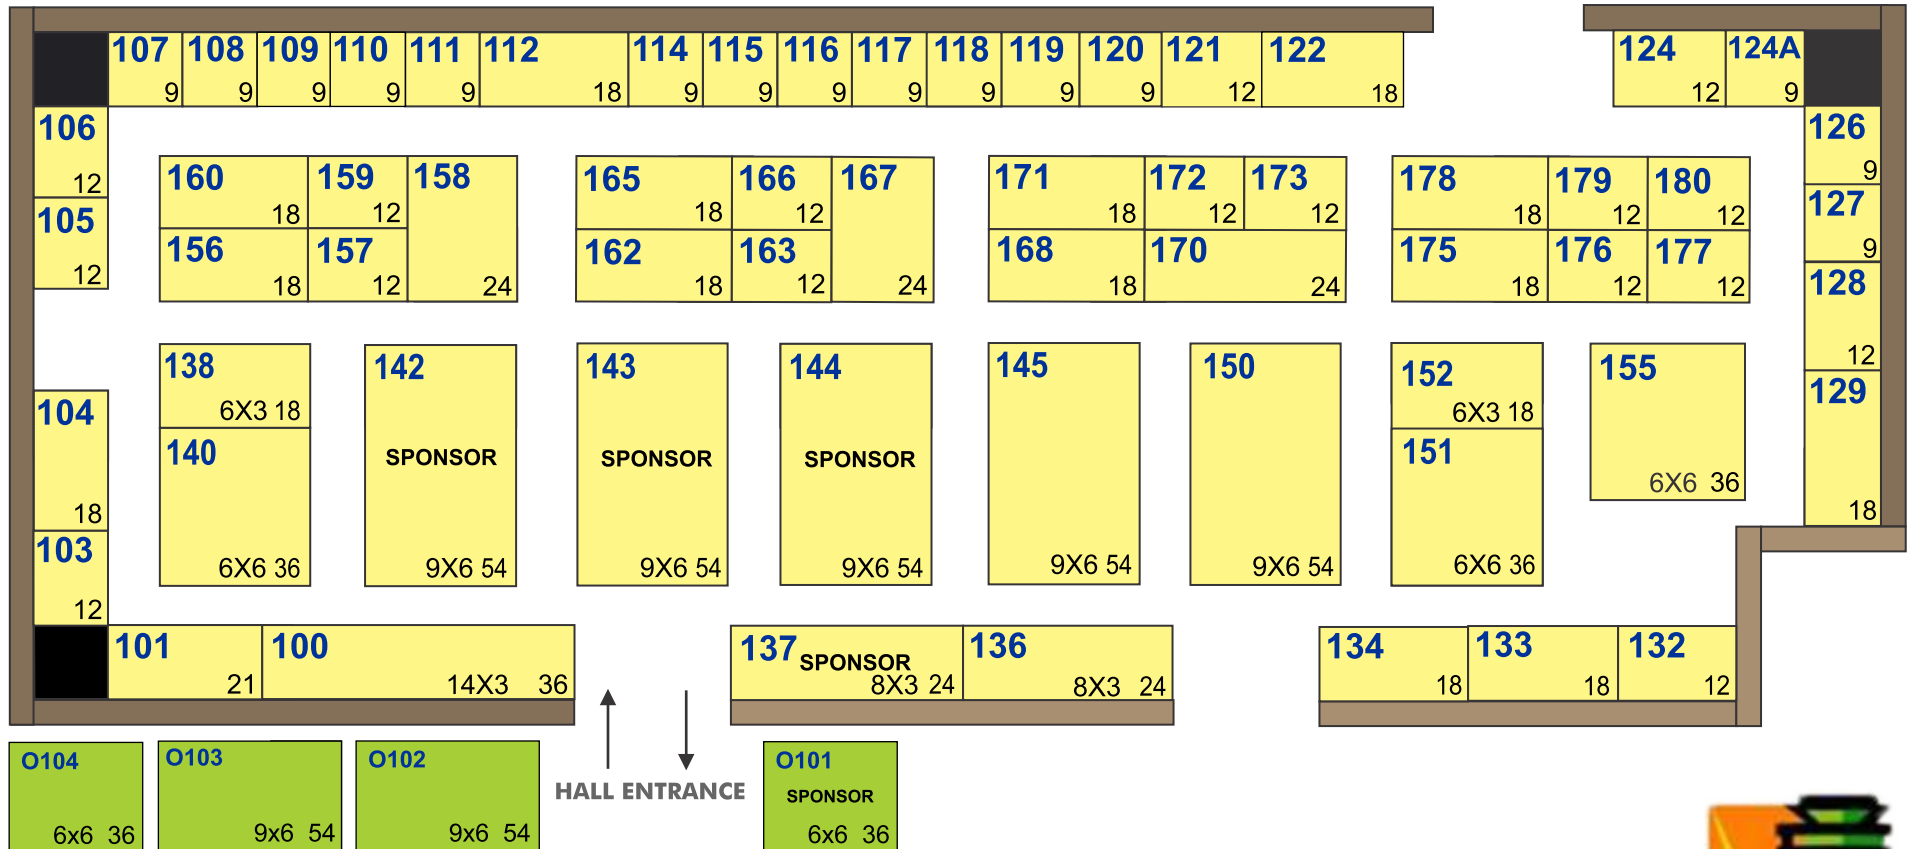 107 108 109 110 111 112 114 115 116 117 118 119 120 121 122 124 124A
9 9 9 9 9 18 9 9 9 9 9 9 9 12 18 12 9
106 126
12 9
160 159 158 165 166 167 171 172 173 178 179 180
18 12 18 12 18 12 12 18 12 12
105 127
12 9
156 157 162 163 168 170 175 176 177
18 12 24 18 12 24 18 24 18 12 12
128
12
138 142 143 144 145 150 152 155
6X3 18 6X3 18
104 129
18 18
140 151
SPONSOR SPONSOR SPONSOR
6X6 36
6X6 36 9X6 54 9X6 54 9X6 54 9X6 54 9X6 54 6X6 36
103
12
101 100 137 SPONSOR 136 134 133 132
21 14X3 36 8X3 24 8X3 24 18 18 12
O104 O103 O102 O101
HALL ENTRANCE
SPONSOR
6x6 36 9x6 54 9x6 54 6x6 36